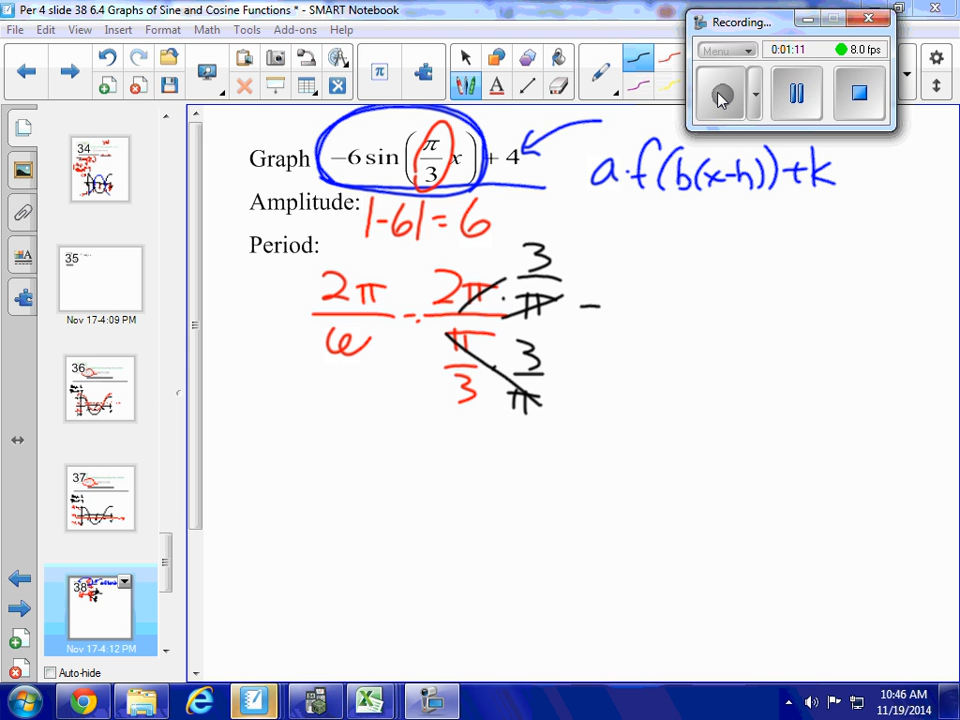 Per 4 slide 38 6.4 Graphs of Sine and Cosine Functions * - SMART Notebook
File Edit View Insert Format Math Tools Add-ons Help
Recording...
Menu 0:01:11 8.0 fps
π
A
34
35
Nov 17-4:09 PM
36
37
38
Nov 17-4:12 PM
Auto-hide
Graph −6 sin(π/3 x) + 4
a·f(b(x-h))+k
Amplitude: |-6| = 6
Period:
2π/ω = (2π · 3/π)/(π/3 · 3/π) =
10:46 AM
11/19/2014